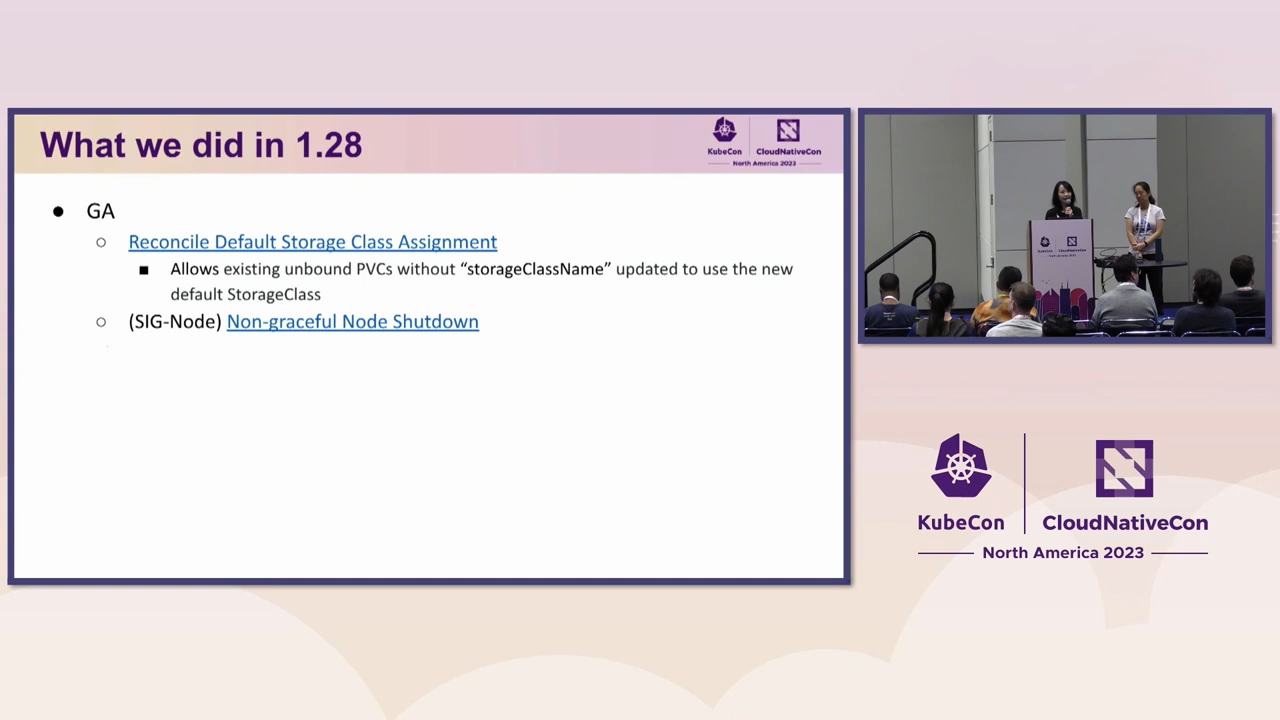 What we did in 1.28
KubeCon
CloudNativeCon
North America 2023
● GA
○ Reconcile Default Storage Class Assignment
■ Allows existing unbound PVCs without “storageClassName” updated to use the new
default StorageClass
○ (SIG-Node) Non-graceful Node Shutdown
KubeCon
CloudNativeCon
North America 2023